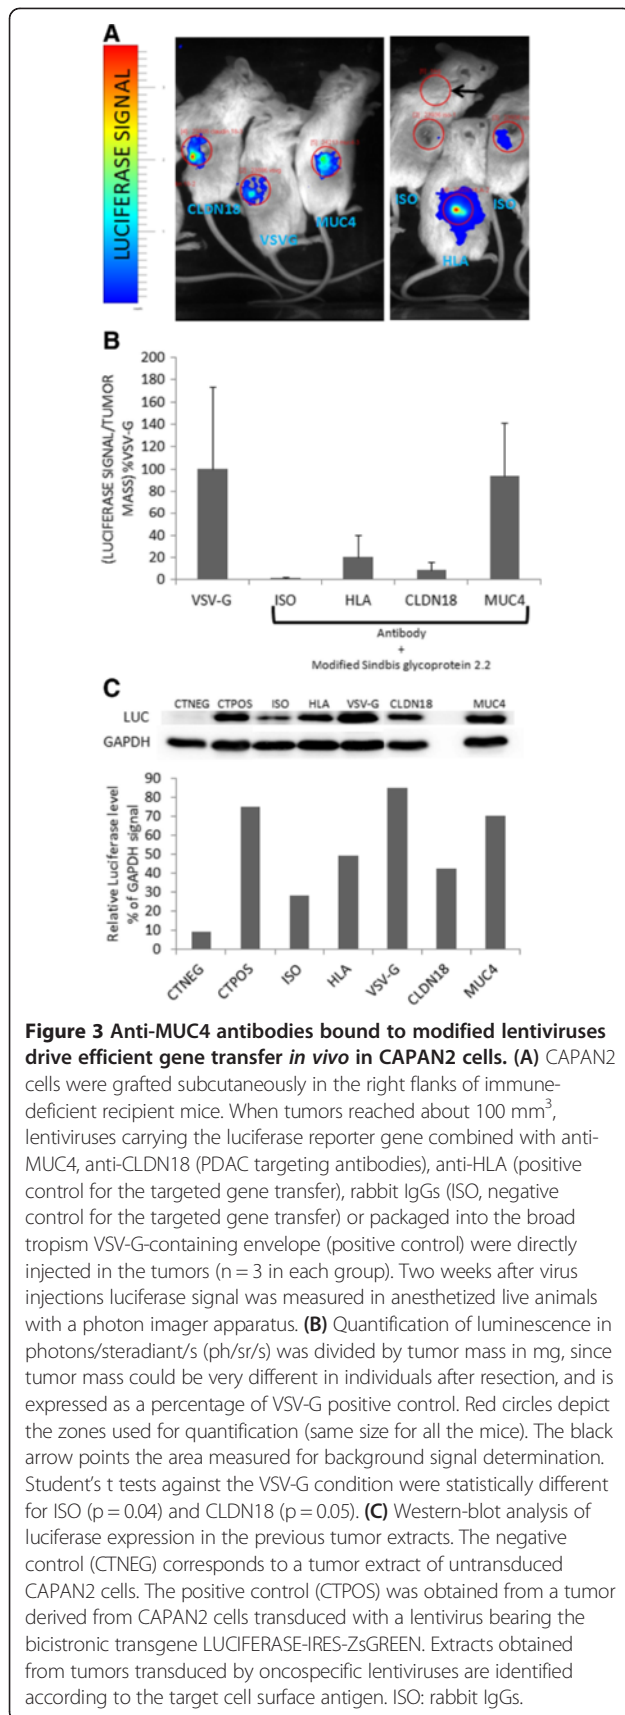 A
LUCIFERASE SIGNAL
CLDN18
VSVG
MUC4
ISO
ISO
HLA
B
(LUCIFERASE SIGNAL/TUMOR
MASS) %VSV-G
200
180
160
140
120
100
80
60
40
20
0
VSV-G
ISO
HLA
CLDN18
MUC4
Antibody
+
Modified Sindbis glycoprotein 2.2
C
CTNEG CTPOS ISO HLA VSV-G CLDN18 MUC4
LUC
GAPDH
Relative Luciferase level
% of GAPDH signal
90
80
70
60
50
40
30
20
10
0
CTNEG
CTPOS
ISO
HLA
VSV-G
CLDN18
MUC4
Figure 3 Anti-MUC4 antibodies bound to modified lentiviruses
drive efficient gene transfer in vivo in CAPAN2 cells. (A) CAPAN2
cells were grafted subcutaneously in the right flanks of immune-
deficient recipient mice. When tumors reached about 100 mm³,
lentiviruses carrying the luciferase reporter gene combined with anti-
MUC4, anti-CLDN18 (PDAC targeting antibodies), anti-HLA (positive
control for the targeted gene transfer), rabbit IgGs (ISO, negative
control for the targeted gene transfer) or packaged into the broad
tropism VSV-G-containing envelope (positive control) were directly
injected in the tumors (n = 3 in each group). Two weeks after virus
injections luciferase signal was measured in anesthetized live animals
with a photon imager apparatus. (B) Quantification of luminescence in
photons/steradiant/s (ph/sr/s) was divided by tumor mass in mg, since
tumor mass could be very different in individuals after resection, and is
expressed as a percentage of VSV-G positive control. Red circles depict
the zones used for quantification (same size for all the mice). The black
arrow points the area measured for background signal determination.
Student's t tests against the VSV-G condition were statistically different
for ISO (p = 0.04) and CLDN18 (p = 0.05). (C) Western-blot analysis of
luciferase expression in the previous tumor extracts. The negative
control (CTNEG) corresponds to a tumor extract of untransduced
CAPAN2 cells. The positive control (CTPOS) was obtained from a tumor
derived from CAPAN2 cells transduced with a lentivirus bearing the
bicistronic transgene LUCIFERASE-IRES-ZsGREEN. Extracts obtained
from tumors transduced by oncospecific lentiviruses are identified
according to the target cell surface antigen. ISO: rabbit IgGs.